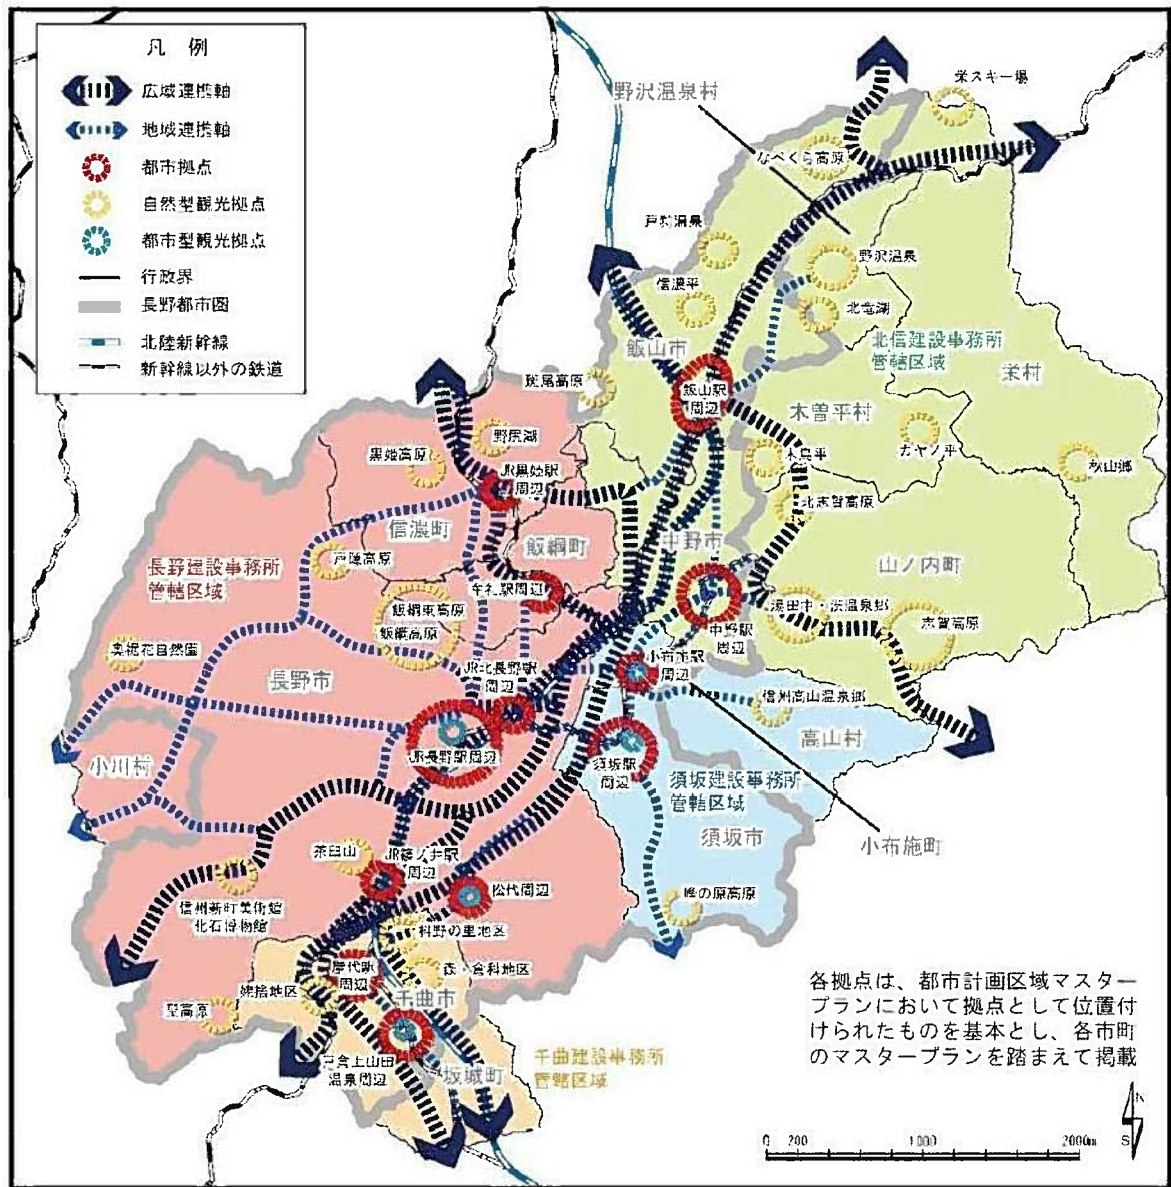 凡 例
広域連携軸
地域連携軸
都市拠点
自然型観光拠点
都市型観光拠点
行政界
長野都市圏
北陸新幹線
新幹線以外の鉄道
栄スキー場
野沢温泉村
なべくら高原
戸狩温泉
野沢温泉
信濃平
北竜湖
北信建設事務所
管轄区域
飯山市
栄村
斑尾高原
飯山駅
周辺
木曽平村
カヤノ平
木島平
秋山郷
野尻湖
黒姫高原
JR黒姫駅
周辺
北志賀高原
信濃町
飯綱町
中野市
山ノ内町
戸隠高原
長野建設事務所
管轄区域
牟礼駅周辺
飯綱東高原
飯綱高原
湯田中・渋温泉郷
志賀高原
中野駅
周辺
奥裾花自然園
JR北長野駅
周辺
小布施駅
周辺
長野市
信州高山温泉郷
高山村
JR長野駅周辺
須坂駅
周辺
小川村
須坂建設事務所
管轄区域
須坂市
小布施町
茶臼山
JR篠ノ井駅
周辺
松代周辺
峰の原高原
信州新町美術館
化石博物館
科野の里地区
森・倉科地区
屋代駅
周辺
姨捨地区
千曲市
聖高原
戸倉上山田
温泉周辺
坂城町
千曲建設事務所
管轄区域
各拠点は、都市計画区域マスター
プランにおいて拠点として位置付
けられたものを基本とし、各市町
のマスタープランを踏まえて掲載
N
S
0 200 1000 2000m